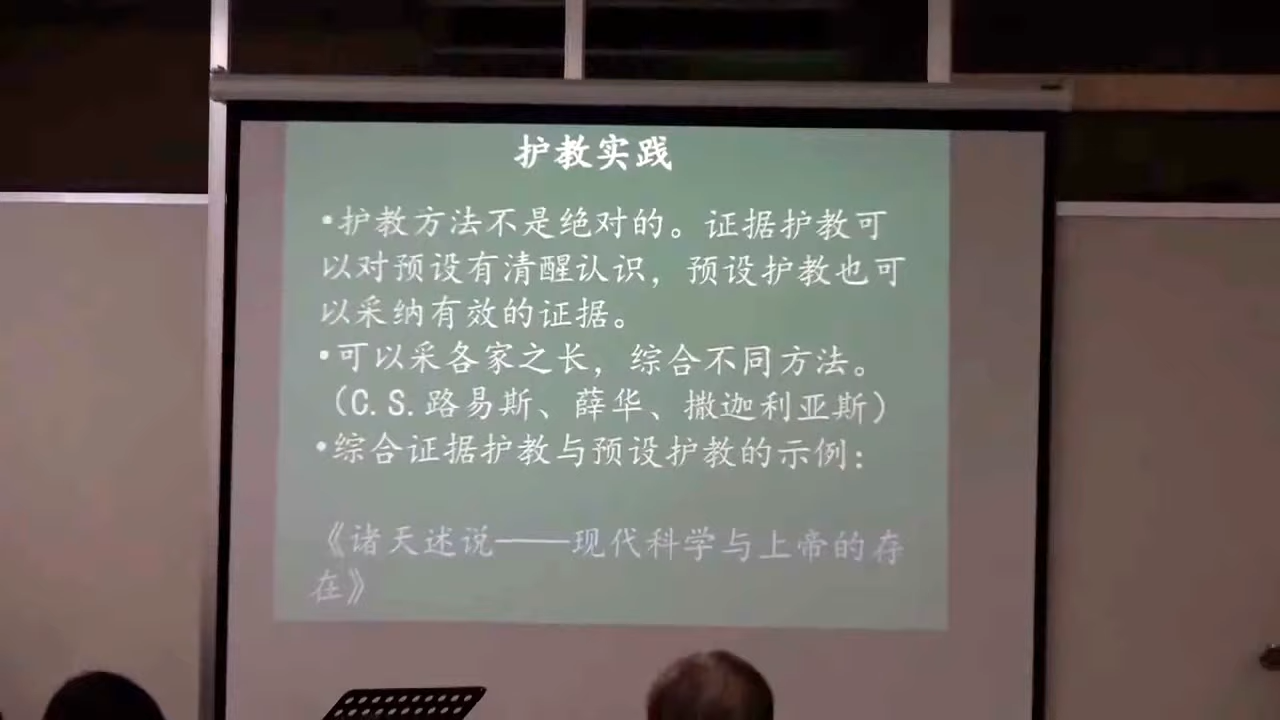 护教实践
•护教方法不是绝对的。证据护教可
以对预设有清醒认识，预设护教也可
以采纳有效的证据。
•可以采各家之长，综合不同方法。
（C.S.路易斯、薛华、撒迦利亚斯）
•综合证据护教与预设护教的示例：
《诸天述说——现代科学与上帝的存
在》